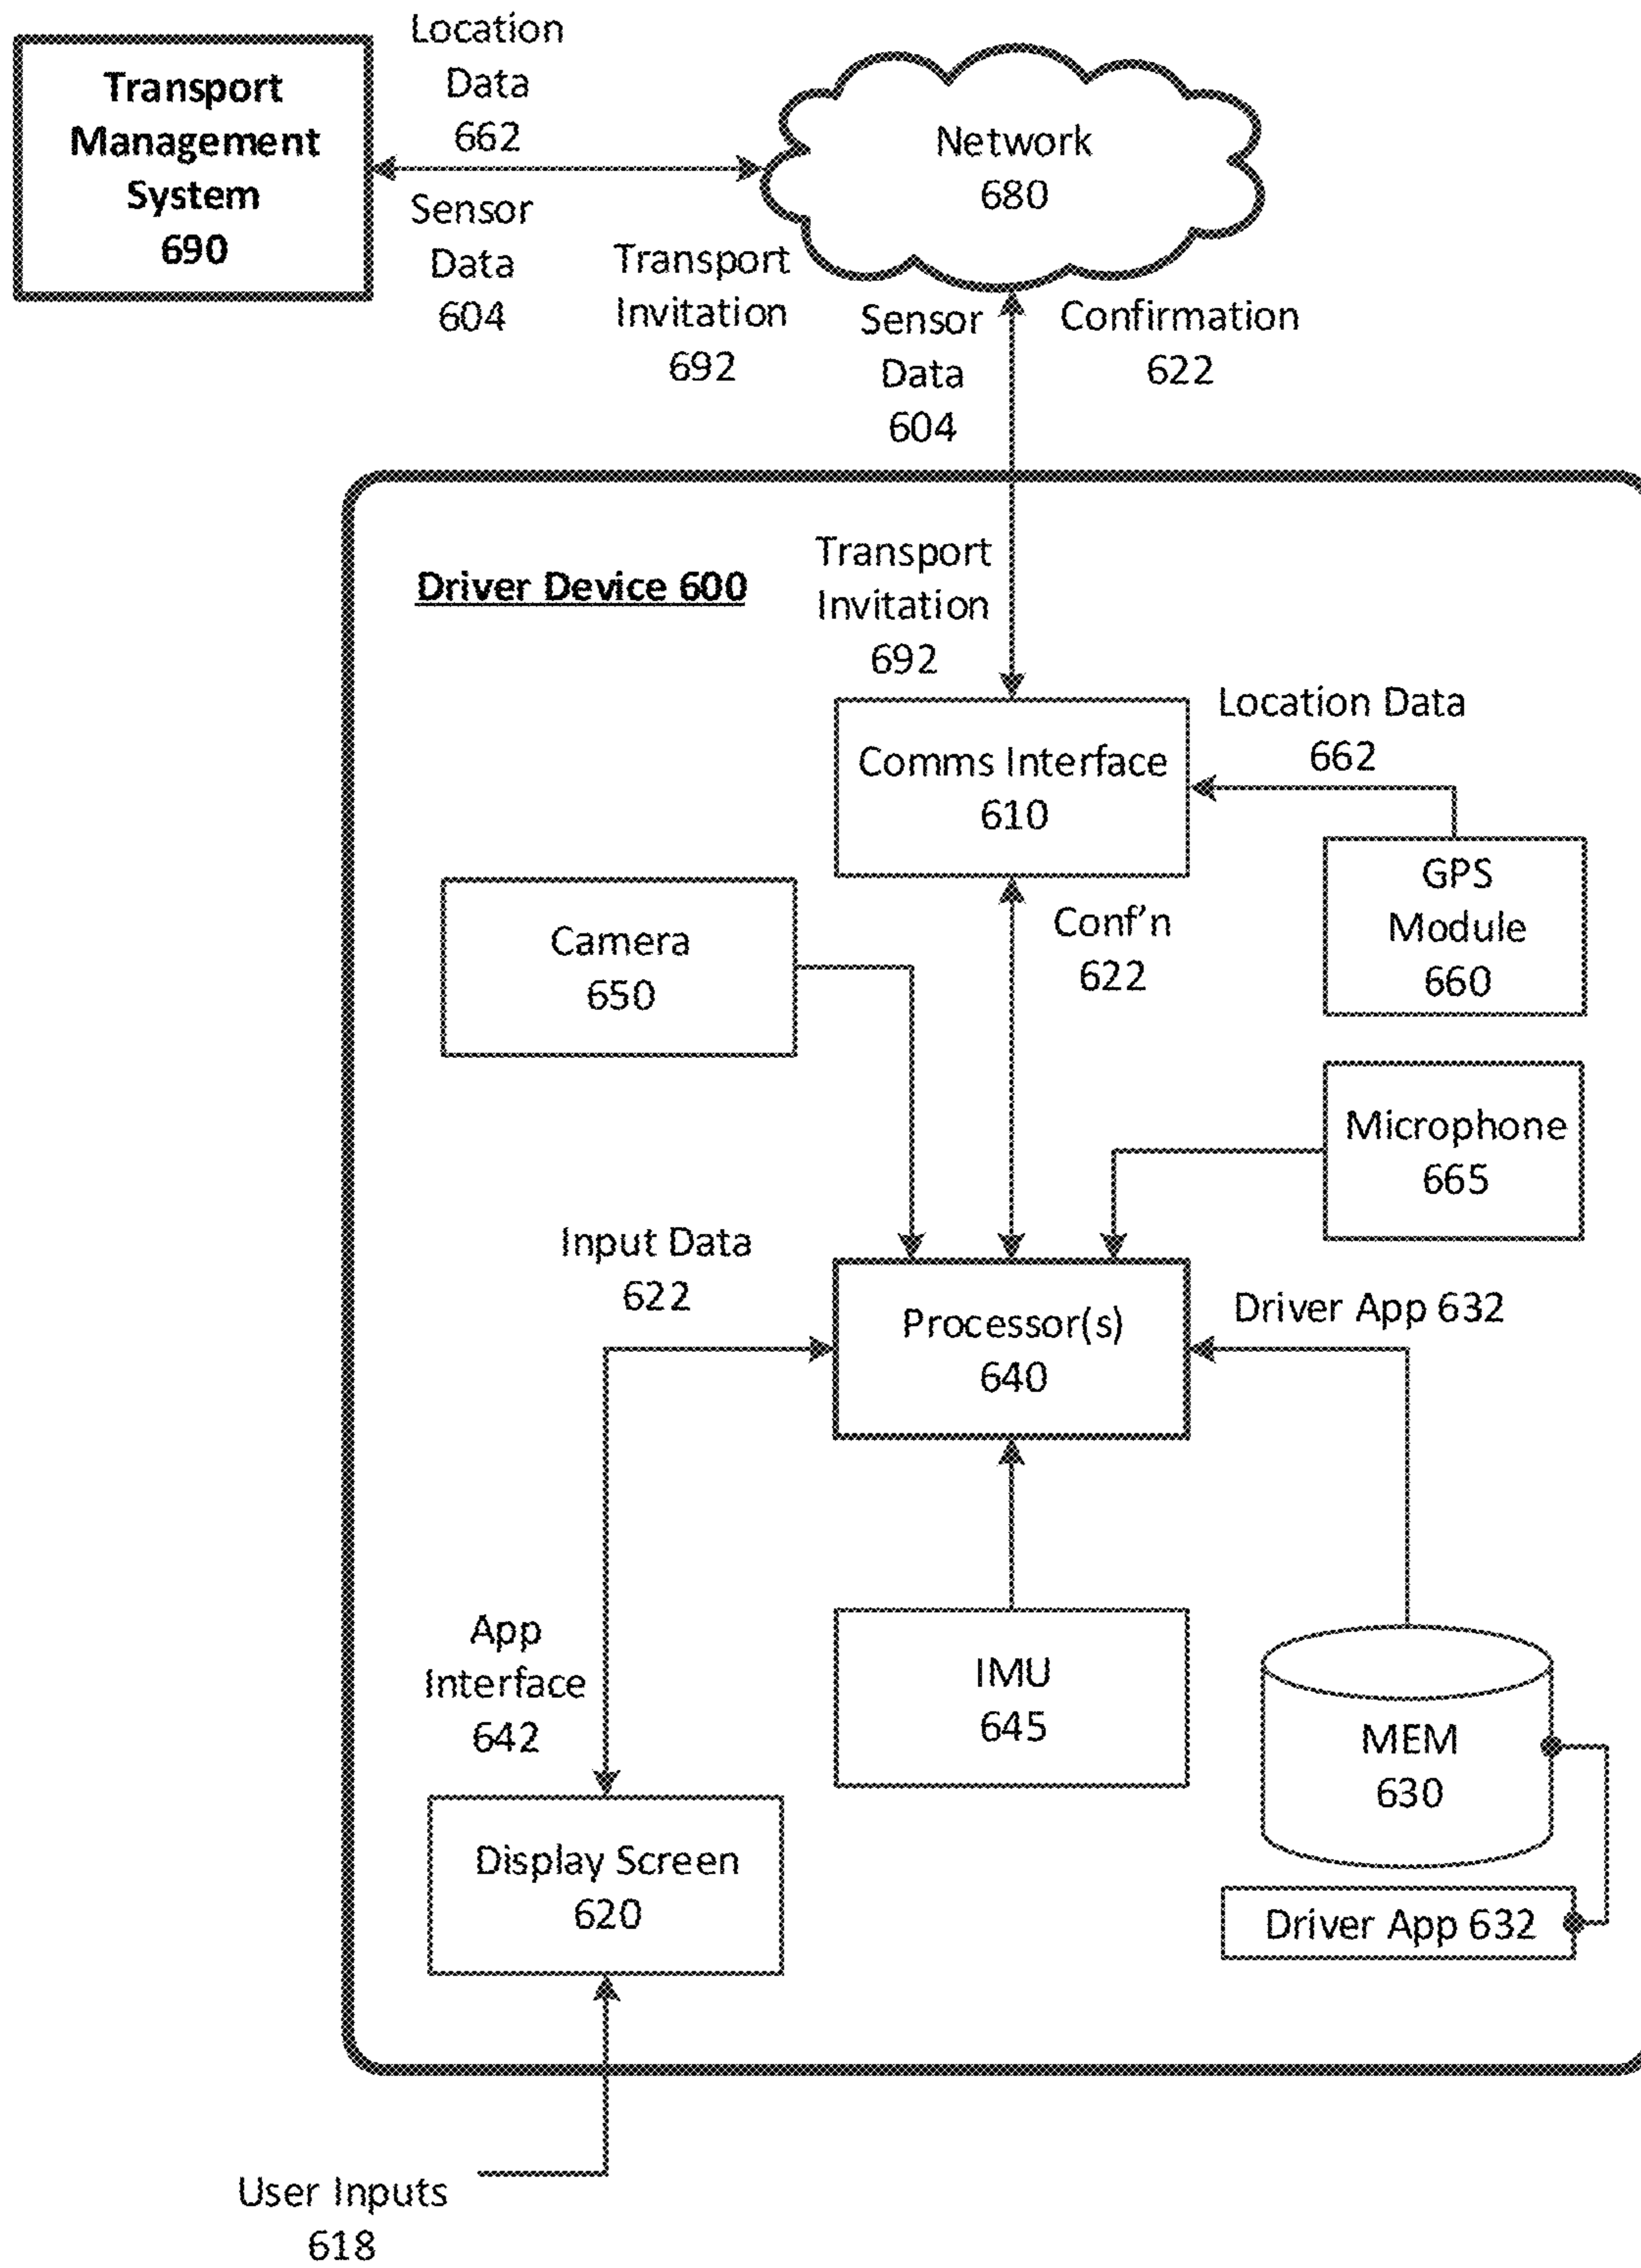 Transport
Management
System
690
Location
Data
662
Sensor
Data
604
Transport
Invitation
692
Network
680
Sensor
Data
604
Confirmation
622
Driver Device 600
Transport
Invitation
692
Comms Interface
610
Location Data
662
GPS
Module
660
Camera
650
Conf'n
622
Microphone
665
Input Data
622
Processor(s)
640
Driver App 632
App
Interface
642
IMU
645
MEM
630
Display Screen
620
Driver App 632
User Inputs
618